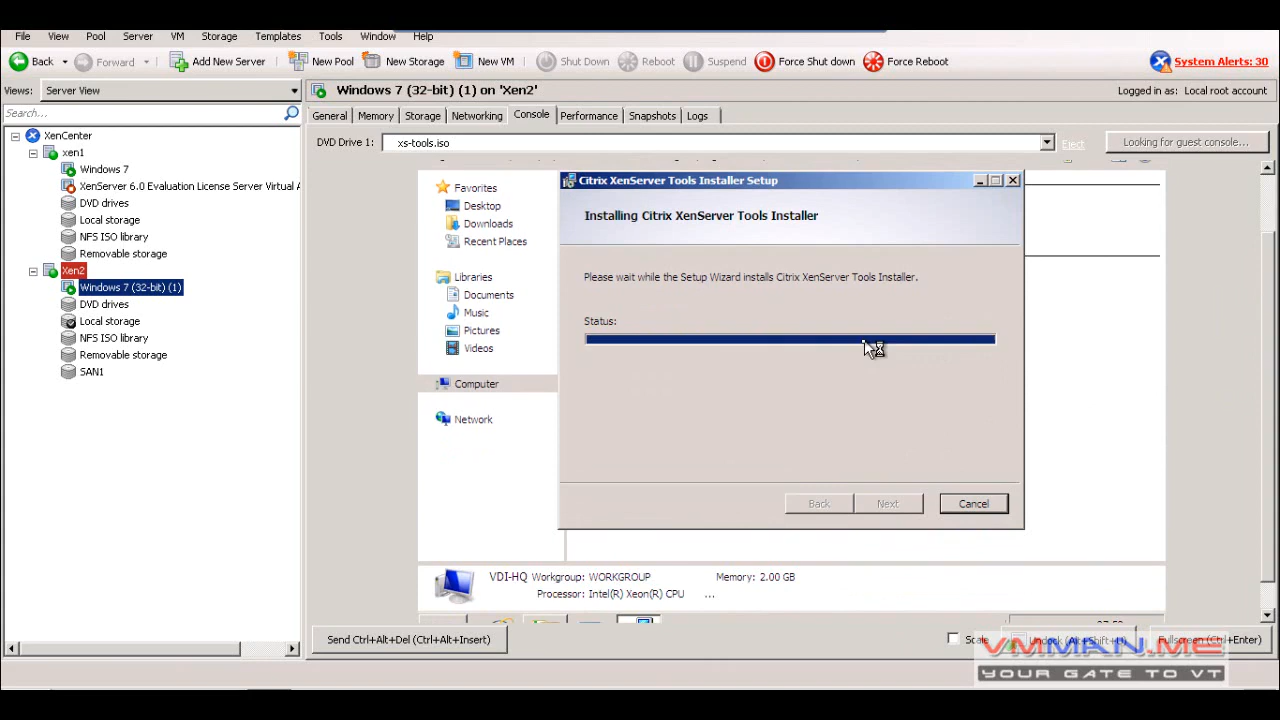 File View Pool Server VM Storage Templates Tools Window Help
Back Forward Add New Server New Pool New Storage New VM Shut Down Reboot Suspend Force Shut down Force Reboot System Alerts: 30
Views: Server View
Windows 7 (32-bit) (1) on 'Xen2'
Logged in as: Local root account
Search...
General Memory Storage Networking Console Performance Snapshots Logs
XenCenter
xen1
Windows 7
XenServer 6.0 Evaluation License Server Virtual A
DVD drives
Local storage
NFS ISO library
Removable storage
Xen2
Windows 7 (32-bit) (1)
DVD drives
Local storage
NFS ISO library
Removable storage
SAN1
DVD Drive 1: xs-tools.iso Eject Looking for guest console...
Favorites
Desktop
Downloads
Recent Places
Libraries
Documents
Music
Pictures
Videos
Computer
Network
Citrix XenServer Tools Installer Setup
Installing Citrix XenServer Tools Installer
Please wait while the Setup Wizard installs Citrix XenServer Tools Installer.
Status:
Back Next Cancel
VDI-HQ Workgroup: WORKGROUP Memory: 2.00 GB
Processor: Intel(R) Xeon(R) CPU ...
Send Ctrl+Alt+Del (Ctrl+Alt+Insert) Scale Undock (Alt+Shift+U) Fullscreen (Ctrl+Enter)
VMMAN.ME
YOUR GATE TO VT